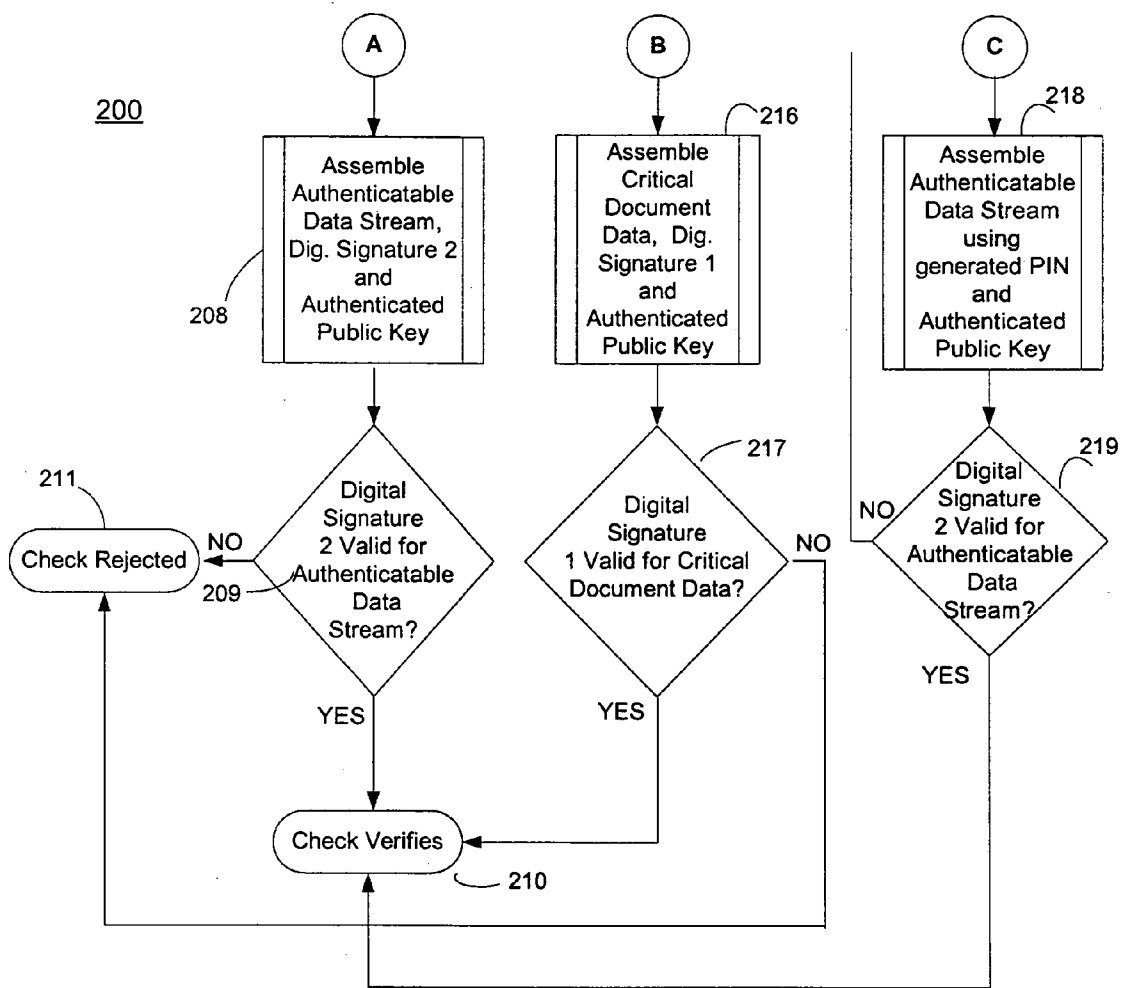 A
B
C
200
216
218
Assemble
Authenticatable
Data Stream,
Dig. Signature 2
and
Authenticated
Public Key
208
Assemble
Critical
Document
Data, Dig.
Signature 1
and
Authenticated
Public Key
Assemble
Authenticatable
Data Stream
using
generated PIN
and
Authenticated
Public Key
211
Check Rejected
NO
Digital
Signature
2 Valid for
Authenticatable
Data
Stream?
209
YES
217
Digital
Signature
1 Valid for Critical
Document Data?
NO
YES
219
NO
Digital
Signature
2 Valid for
Authenticatable
Data
Stream?
YES
Check Verifies
210